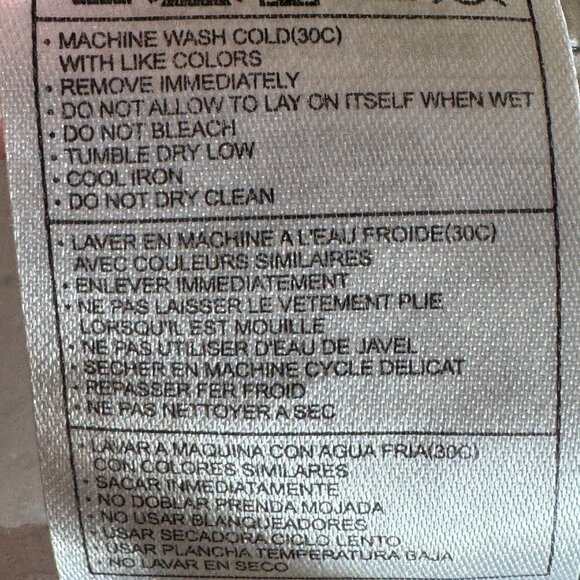 • MACHINE WASH COLD(30C)
WITH LIKE COLORS
• REMOVE IMMEDIATELY
• DO NOT ALLOW TO LAY ON ITSELF WHEN WET
• DO NOT BLEACH
• TUMBLE DRY LOW
• COOL IRON
• DO NOT DRY CLEAN
• LAVER EN MACHINE A L'EAU FROIDE(30C)
AVEC COULEURS SIMILAIRES
• ENLEVER IMMEDIATEMENT
• NE PAS LAISSER LE VETEMENT PLIE
LORSQU'IL EST MOUILLE
• NE PAS UTILISER D'EAU DE JAVEL
• SECHER EN MACHINE CYCLE DELICAT
• REPASSER FER FROID
• NE PAS NETTOYER A SEC
• LAVAR A MAQUINA CON AGUA FRIA(30C)
CON COLORES SIMILARES
• SACAR INMEDIATAMENTE
• NO DOBLAR PRENDA MOJADA
• NO USAR BLANQUEADORES
• USAR SECADORA CICLO LENTO
• USAR PLANCHA TEMPERATURA BAJA
• NO LAVAR EN SECO